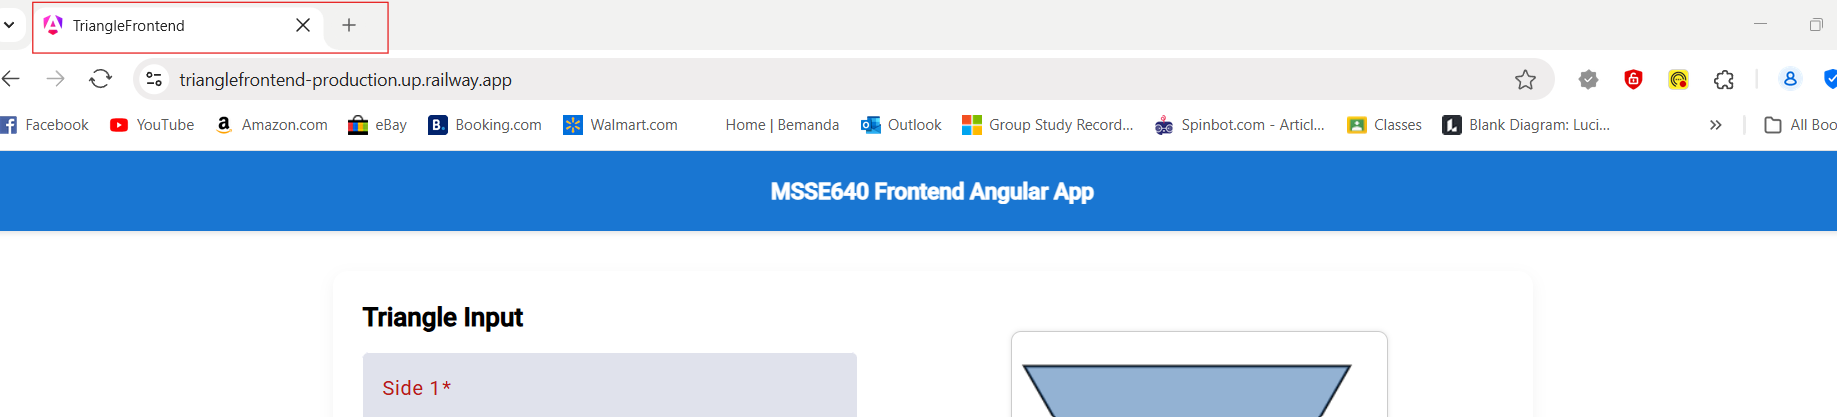 TriangleFrontend
trianglefrontend-production.up.railway.app
Facebook YouTube Amazon.com eBay Booking.com Walmart.com Home | Bemanda Outlook Group Study Record... Spinbot.com - Articl... Classes Blank Diagram: Luci... » All Boo
MSSE640 Frontend Angular App
Triangle Input
Side 1*